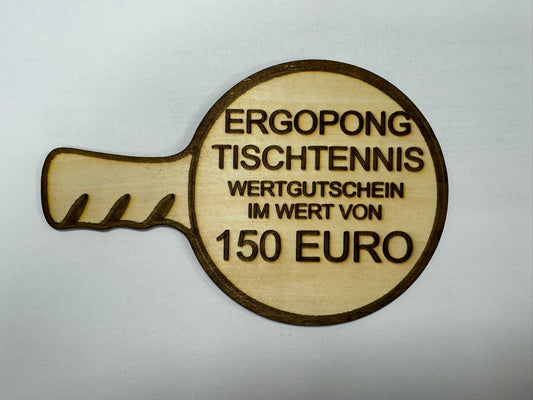 ERGOPONG
TISCHTENNIS
WERTGUTSCHEIN
IM WERT VON
150 EURO